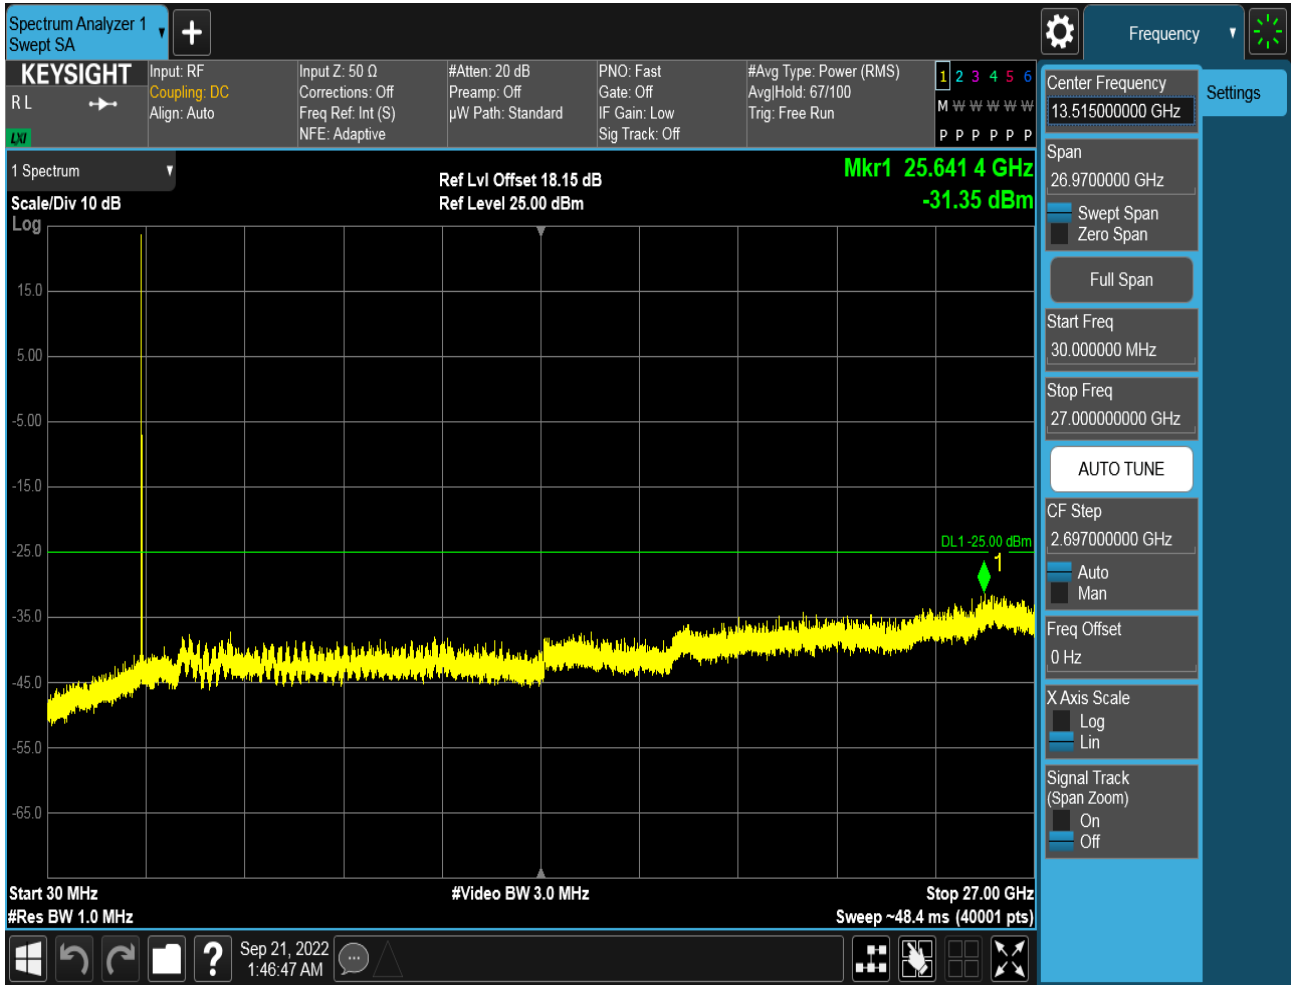 Spectrum Analyzer 1
Swept SA
Frequency
KEYSIGHT
R L
LXI
Input: RF
Coupling: DC
Align: Auto
Input Z: 50 Ω
Corrections: Off
Freq Ref: Int (S)
NFE: Adaptive
#Atten: 20 dB
Preamp: Off
µW Path: Standard
PNO: Fast
Gate: Off
IF Gain: Low
Sig Track: Off
#Avg Type: Power (RMS)
Avg|Hold: 67/100
Trig: Free Run
1 2 3 4 5 6
M W W W W W
P P P P P P
1 Spectrum
Scale/Div 10 dB
Log
Ref Lvl Offset 18.15 dB
Ref Level 25.00 dBm
Mkr1 25.641 4 GHz
-31.35 dBm
15.0
5.00
-5.00
-15.0
-25.0
-35.0
-45.0
-55.0
-65.0
DL1 -25.00 dBm
1
Start 30 MHz
#Res BW 1.0 MHz
#Video BW 3.0 MHz
Stop 27.00 GHz
Sweep ~48.4 ms (40001 pts)
Center Frequency
13.515000000 GHz
Settings
Span
26.9700000 GHz
Swept Span
Zero Span
Full Span
Start Freq
30.000000 MHz
Stop Freq
27.000000000 GHz
AUTO TUNE
CF Step
2.697000000 GHz
Auto
Man
Freq Offset
0 Hz
X Axis Scale
Log
Lin
Signal Track
(Span Zoom)
On
Off
?
Sep 21, 2022
1:46:47 AM